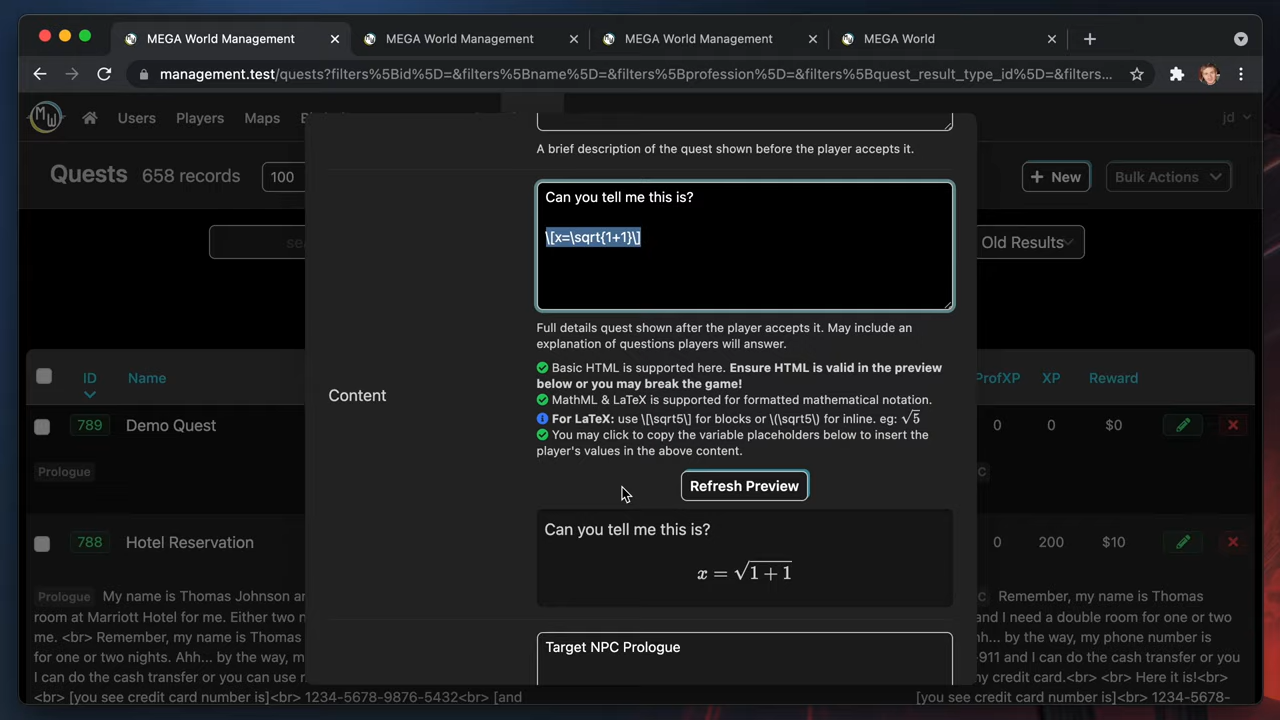 MEGA World Management
MEGA World Management
MEGA World Management
MEGA World
management.test/quests?filters%5Bid%5D=&filters%5Bname%5D=&filters%5Bprofession%5D=&filters%5Bquest_result_type_id%5D=&filters...
MW
Users
Players
Maps
jd
Quests
658 records
100
New
Bulk Actions
Old Results
A brief description of the quest shown before the player accepts it.
Can you tell me this is?
\[x=\sqrt{1+1}\]
Full details quest shown after the player accepts it. May include an
explanation of questions players will answer.
Content
Basic HTML is supported here. Ensure HTML is valid in the preview
below or you may break the game!
MathML & LaTeX is supported for formatted mathematical notation.
For LaTeX: use \[\sqrt5\] for blocks or \(\sqrt5\) for inline. eg: √5
You may click to copy the variable placeholders below to insert the
player's values in the above content.
Refresh Preview
Can you tell me this is?
x = √1 + 1
Target NPC Prologue
ID
Name
ProfXP
XP
Reward
789
Demo Quest
0
0
$0
Prologue
788
Hotel Reservation
0
200
$10
Prologue
My name is Thomas Johnson
room at Marriott Hotel for me. Either two
me. <br> Remember, my name is Thomas
for one or two nights. Ahh... by the way, m
I can do the cash transfer or you can use
<br> [you see credit card number is]<br> 1234-5678-9876-5432<br> [and
Remember, my name is Thomas
and I need a double room for one or two
... by the way, my phone number is
-911 and I can do the cash transfer or you
card.<br> <br> Here it is!<br>
[you see credit card number is]<br> 1234-5678-